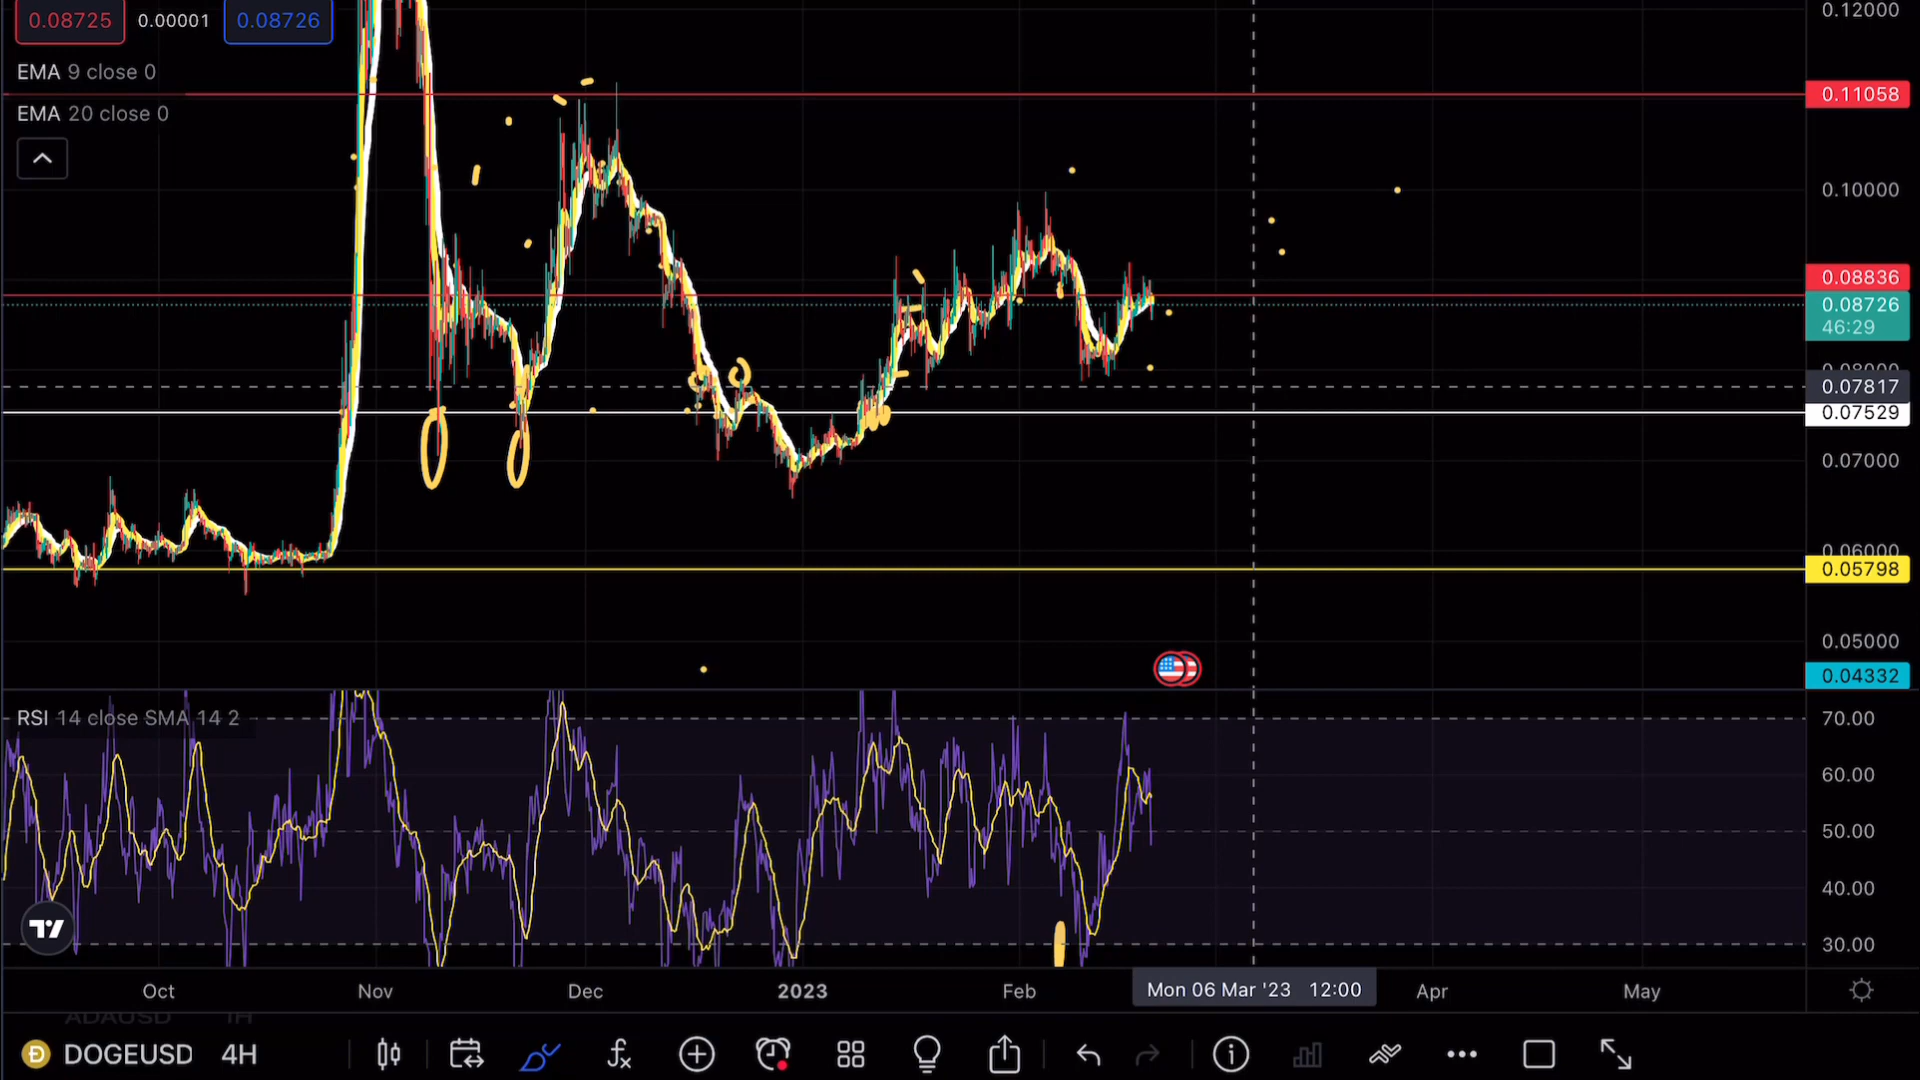 0.08725 0.00001 0.08726
EMA 9 close 0
EMA 20 close 0
0.12000
0.11058
0.10000
0.08836
0.08726
46:29
0.08000
0.07817
0.07529
0.07000
0.06000
0.05798
0.05000
0.04332
RSI 14 close SMA 14 2
70.00
60.00
50.00
40.00
30.00
Oct Nov Dec 2023 Feb Mon 06 Mar '23 12:00 Apr May
ADAUSD 1H
DOGEUSD 4H